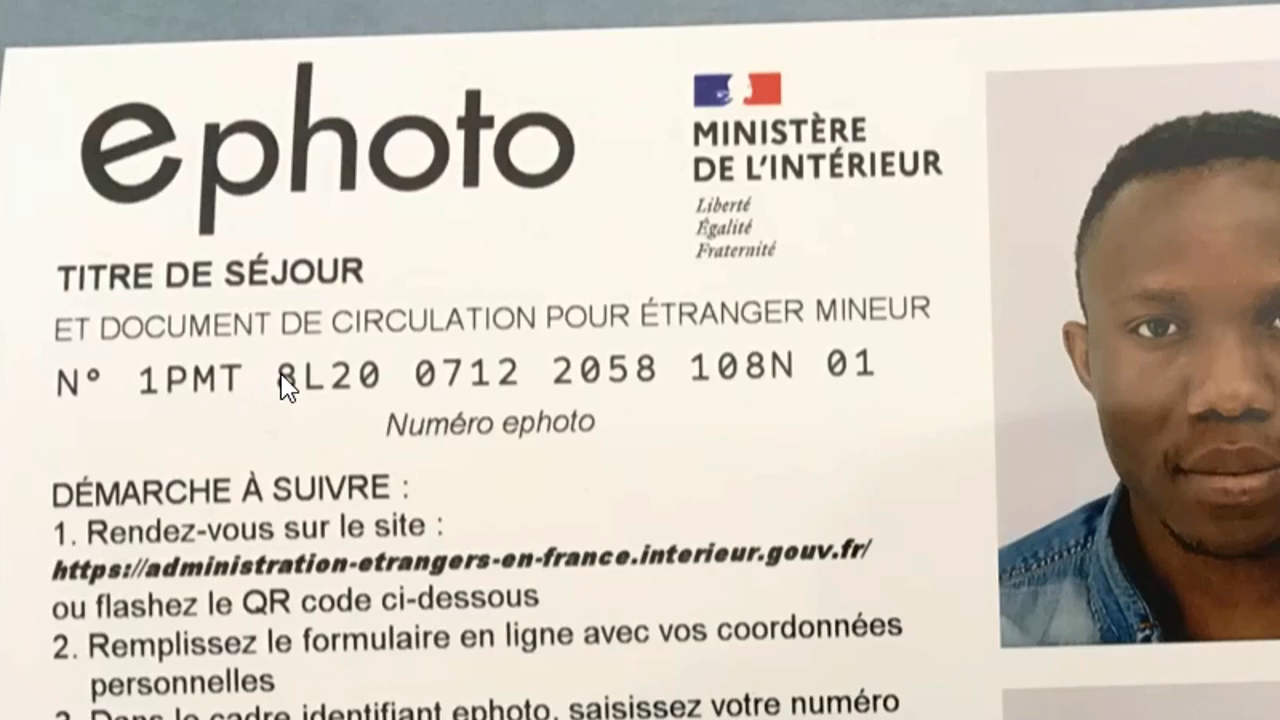 ephoto
MINISTÈRE
DE L'INTÉRIEUR
Liberté
Égalité
Fraternité
TITRE DE SÉJOUR
ET DOCUMENT DE CIRCULATION POUR ÉTRANGER MINEUR
N° 1PMT 8L20 0712 2058 108N 01
Numéro ephoto
DÉMARCHE À SUIVRE :
1. Rendez-vous sur le site :
https://administration-etrangers-en-france.interieur.gouv.fr/
ou flashez le QR code ci-dessous
2. Remplissez le formulaire en ligne avec vos coordonnées
personnelles
3. Dans le cadre identifiant ephoto, saisissez votre numéro